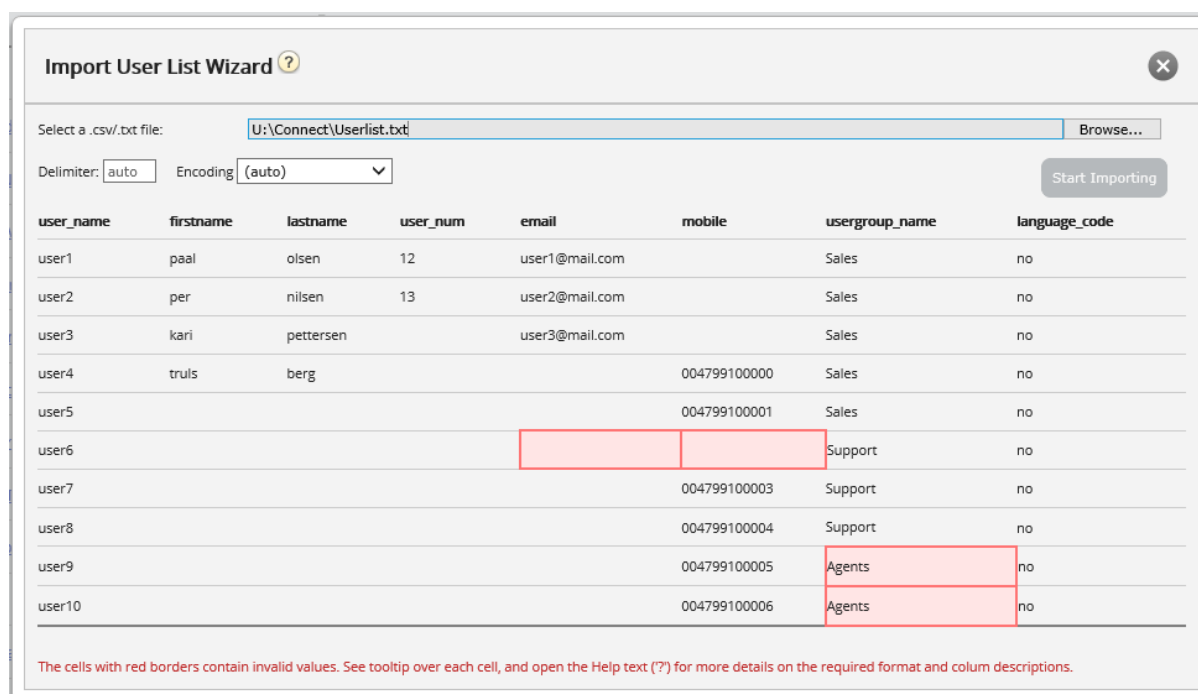 Import User List Wizard ?
Select a .csv/.txt file: U:\Connect\Userlist.txt Browse...
Delimiter: auto Encoding (auto) Start Importing
user_name firstname lastname user_num email mobile usergroup_name language_code
user1 paal olsen 12 user1@mail.com Sales no
user2 per nilsen 13 user2@mail.com Sales no
user3 kari pettersen user3@mail.com Sales no
user4 truls berg 004799100000 Sales no
user5 004799100001 Sales no
user6 Support no
user7 004799100003 Support no
user8 004799100004 Support no
user9 004799100005 Agents no
user10 004799100006 Agents no
The cells with red borders contain invalid values. See tooltip over each cell, and open the Help text ('?') for more details on the required format and colum descriptions.